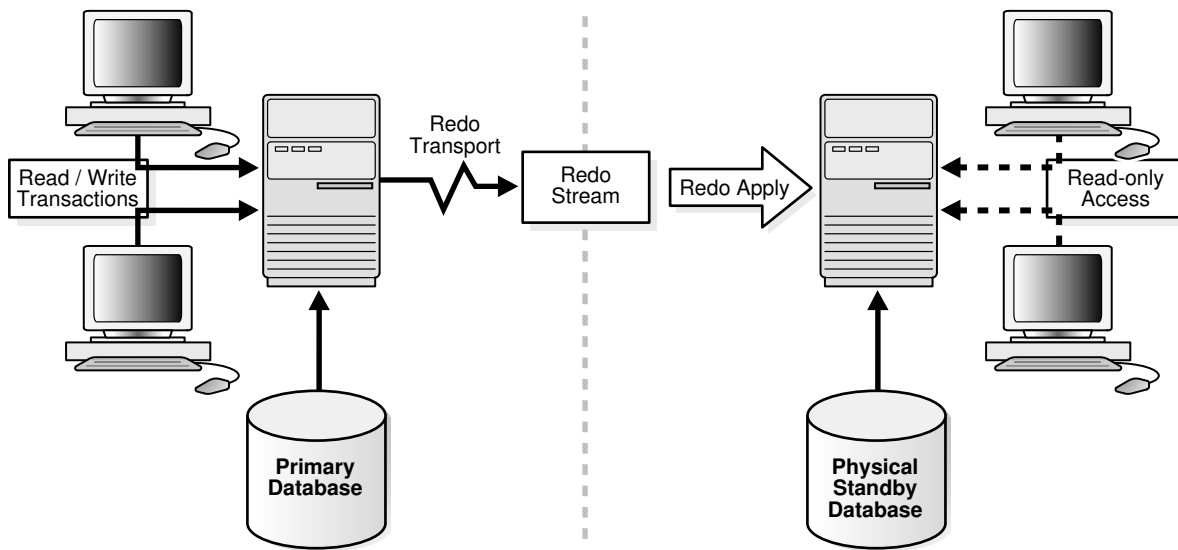 Redo
Transport
Read / Write
Transactions
Redo
Stream
Redo Apply
Read-only
Access
Primary
Database
Physical
Standby
Database